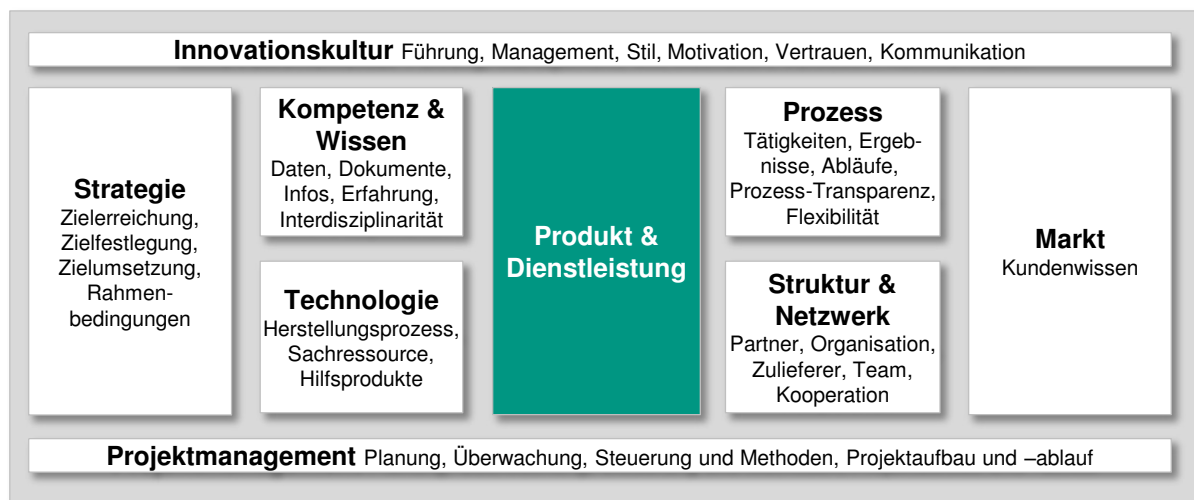 Innovationskultur Führung, Management, Stil, Motivation, Vertrauen, Kommunikation
Strategie
Zielerreichung,
Zielfestlegung,
Zielumsetzung,
Rahmen-
bedingungen
Kompetenz &
Wissen
Daten, Dokumente,
Infos, Erfahrung,
Interdisziplinarität
Technologie
Herstellungsprozess,
Sachressource,
Hilfsprodukte
Produkt &
Dienstleistung
Prozess
Tätigkeiten, Ergeb-
nisse, Abläufe,
Prozess-Transparenz,
Flexibilität
Struktur &
Netzwerk
Partner, Organisation,
Zulieferer, Team,
Kooperation
Markt
Kundenwissen
Projektmanagement Planung, Überwachung, Steuerung und Methoden, Projektaufbau und –ablauf